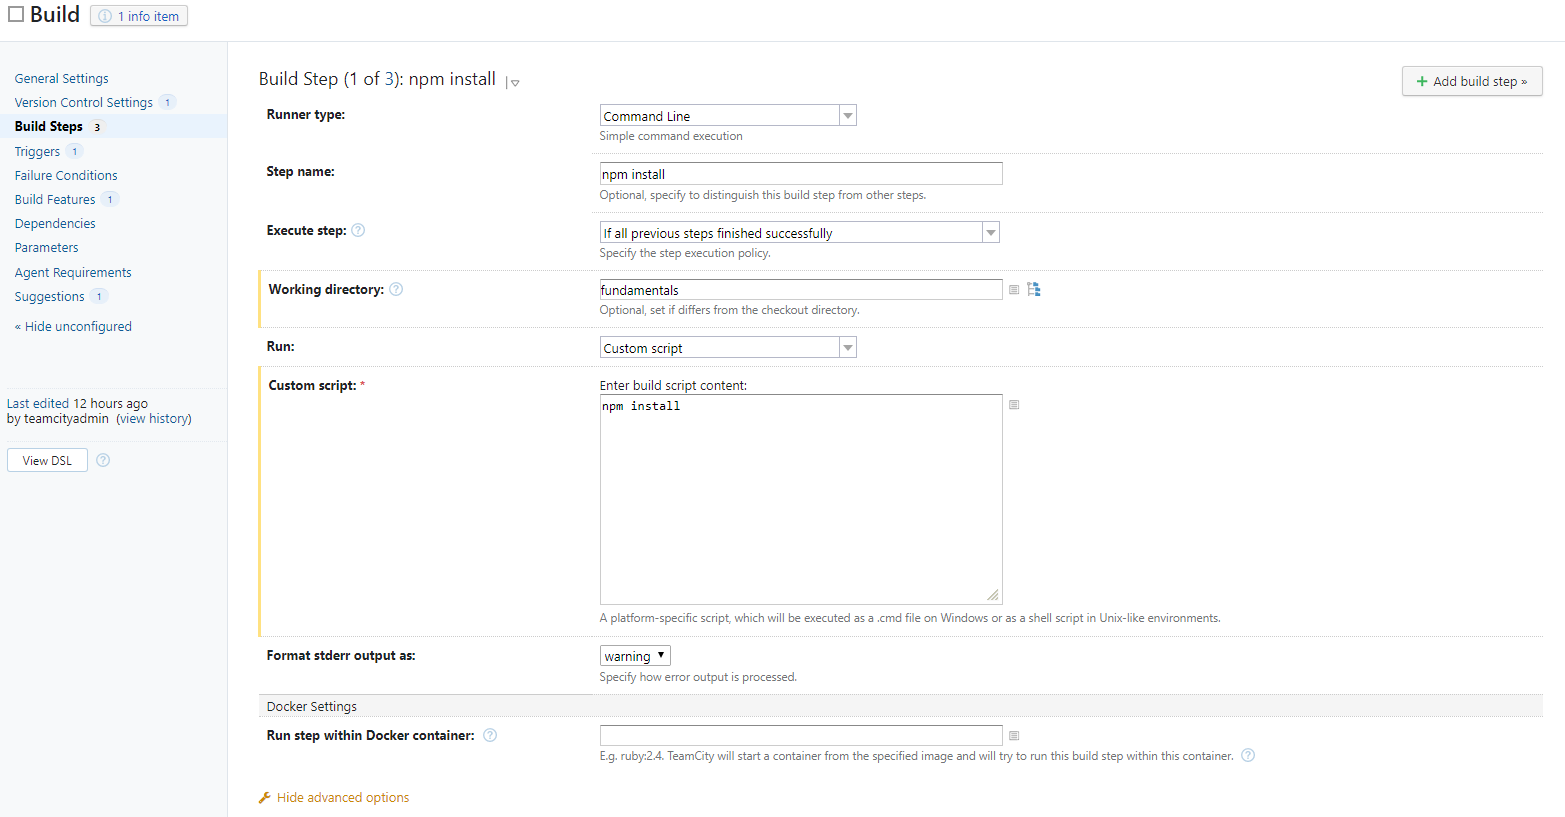 Build
1 info item
General Settings
Version Control Settings 1
Build Steps 3
Triggers 1
Failure Conditions
Build Features 1
Dependencies
Parameters
Agent Requirements
Suggestions 1
« Hide unconfigured
Last edited 12 hours ago
by teamcityadmin (view history)
View DSL ?
Build Step (1 of 3): npm install
+ Add build step »
Runner type:
Command Line
Simple command execution
Step name:
npm install
Optional, specify to distinguish this build step from other steps.
Execute step: ?
If all previous steps finished successfully
Specify the step execution policy.
Working directory: ?
fundamentals
Optional, set if differs from the checkout directory.
Run:
Custom script
Custom script: *
Enter build script content:
npm install
A platform-specific script, which will be executed as a .cmd file on Windows or as a shell script in Unix-like environments.
Format stderr output as:
warning
Specify how error output is processed.
Docker Settings
Run step within Docker container: ?
E.g. ruby:2.4. TeamCity will start a container from the specified image and will try to run this build step within this container. ?
Hide advanced options